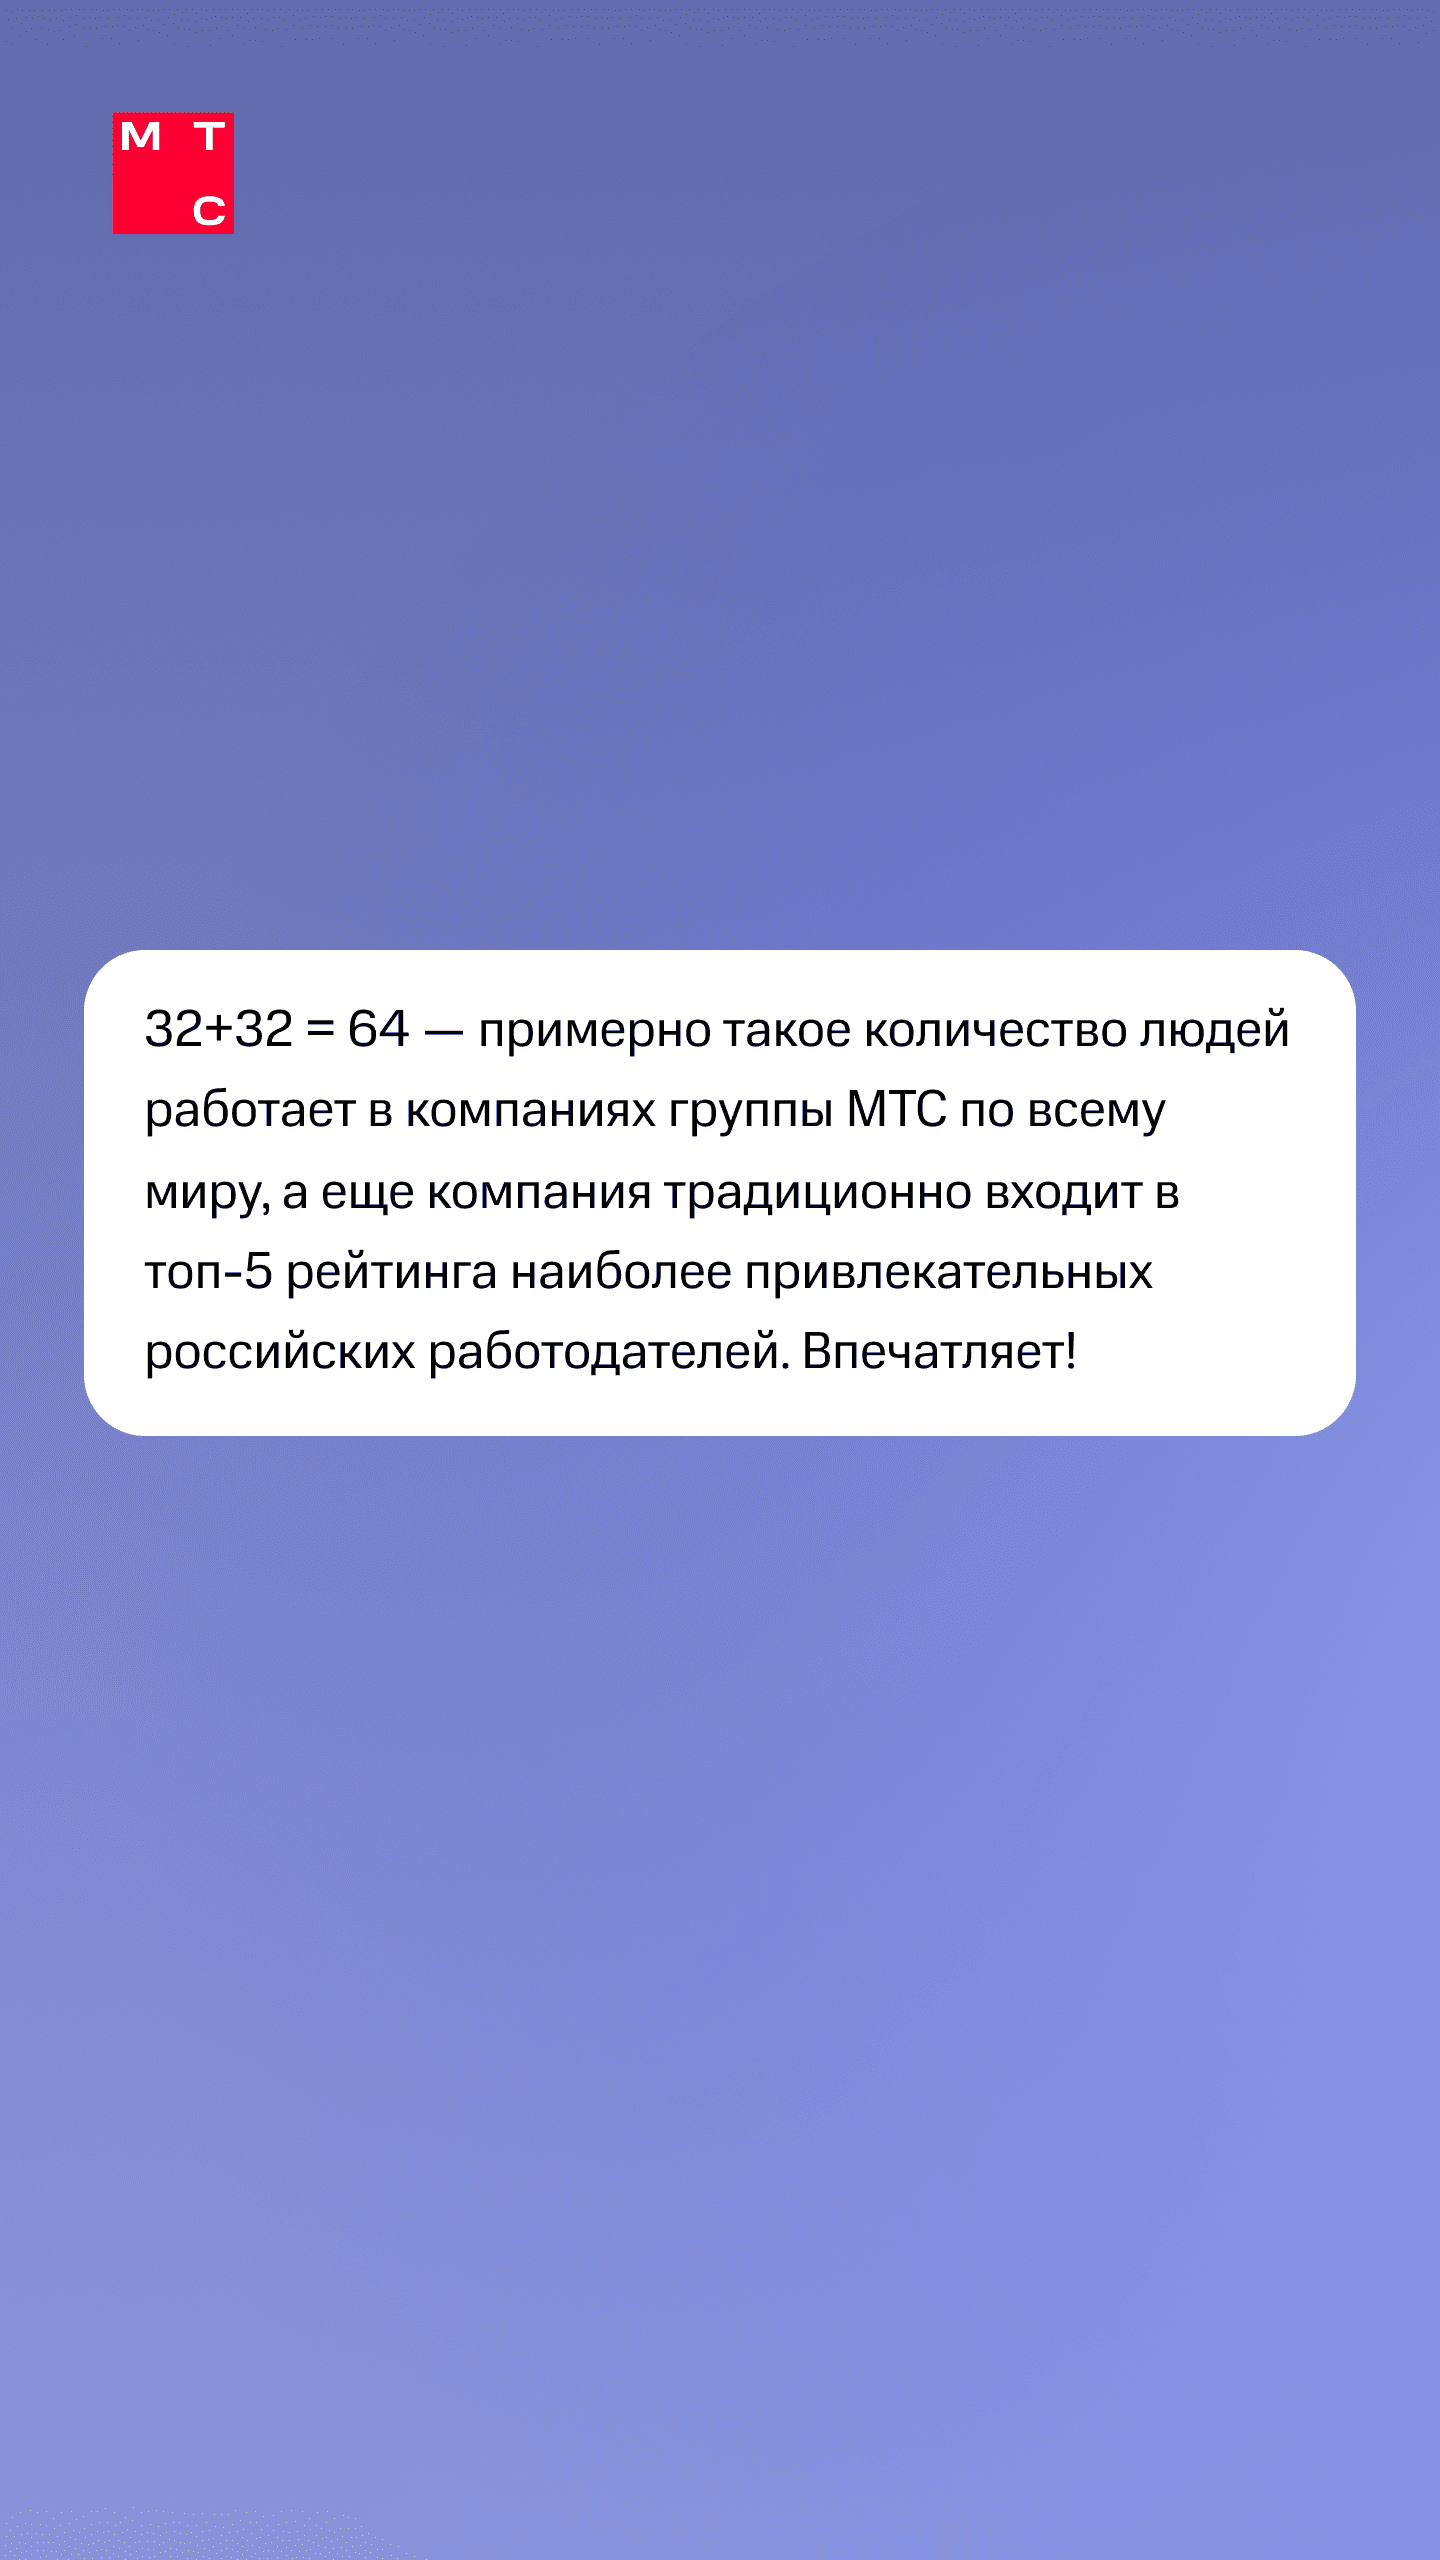 М Т
С
32+32 = 64 — примерно такое количество людей
работает в компаниях группы МТС по всему
миру, а еще компания традиционно входит в
топ-5 рейтинга наиболее привлекательных
российских работодателей. Впечатляет!